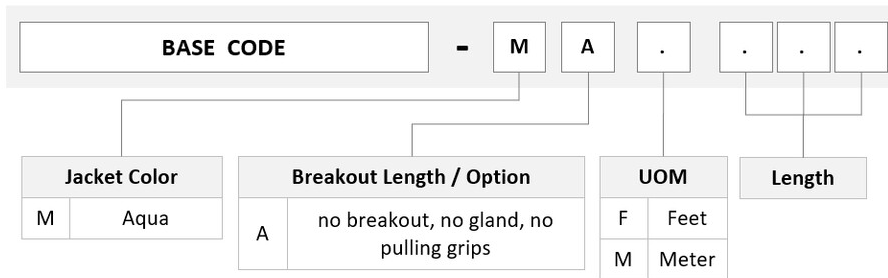 BASE CODE - M A . . . .
Jacket Color
M Aqua
Breakout Length / Option
A no breakout, no gland, no
pulling grips
UOM
F Feet
M Meter
Length